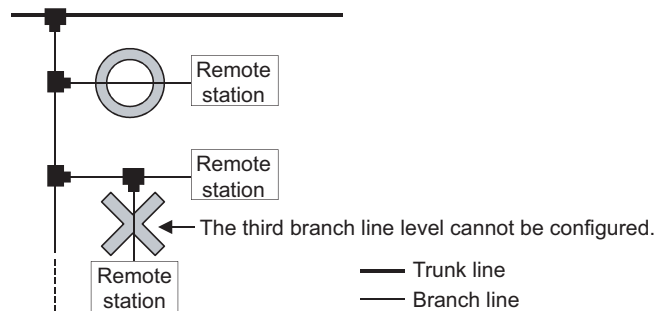 Remote
station
Remote
station
The third branch line level cannot be configured.
Remote
station
Trunk line
Branch line